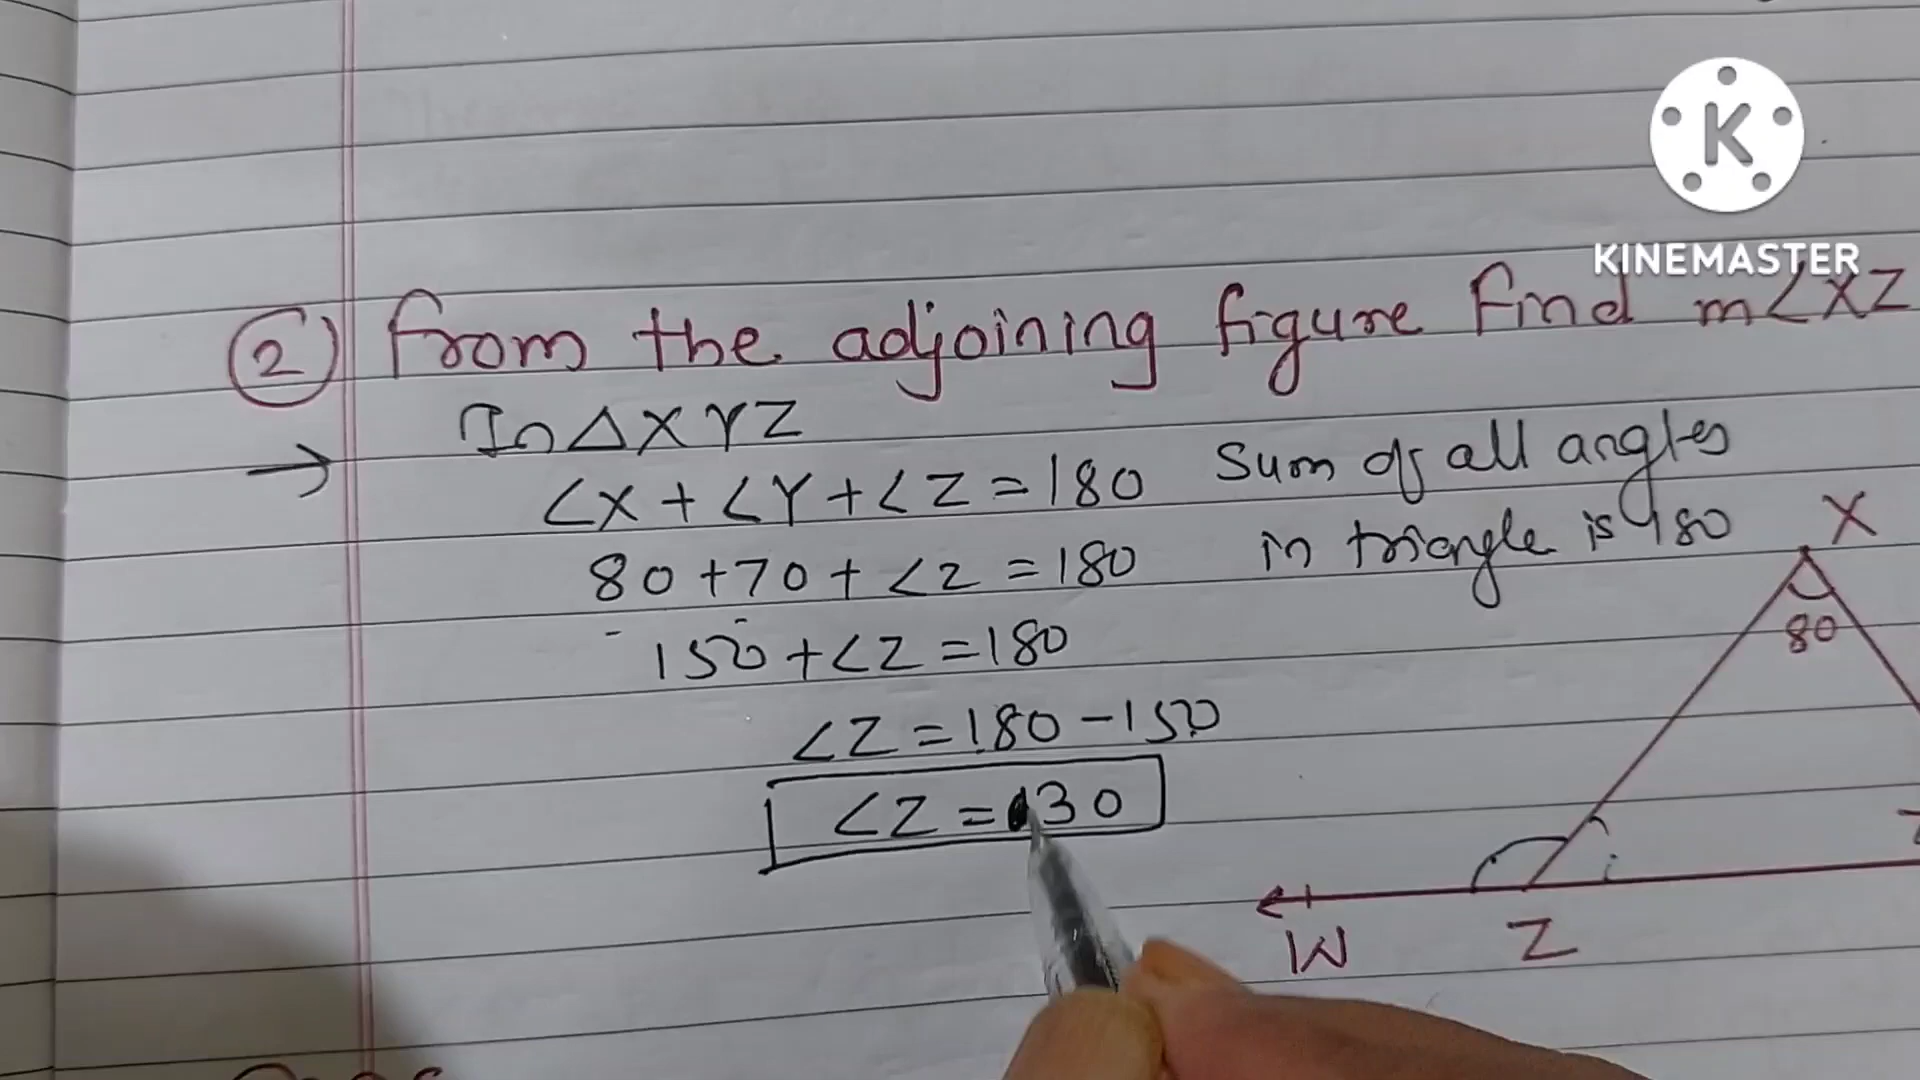 KINEMASTER
② From the adjoining figure Find m∠XZ
→ In △XYZ
∠X + ∠Y + ∠Z = 180 Sum of all angles
80 + 70 + ∠Z = 180 in triangle is 180
150 + ∠Z = 180
∠Z = 180 - 150
∠Z = 30
X
80
W Z